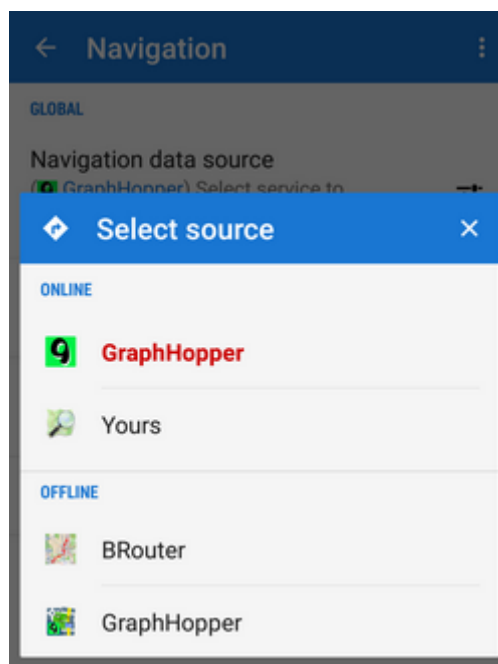 Navigation
GLOBAL
Navigation data source
(GraphHopper) Select service to
Select source
ONLINE
GraphHopper
Yours
OFFLINE
BRouter
GraphHopper